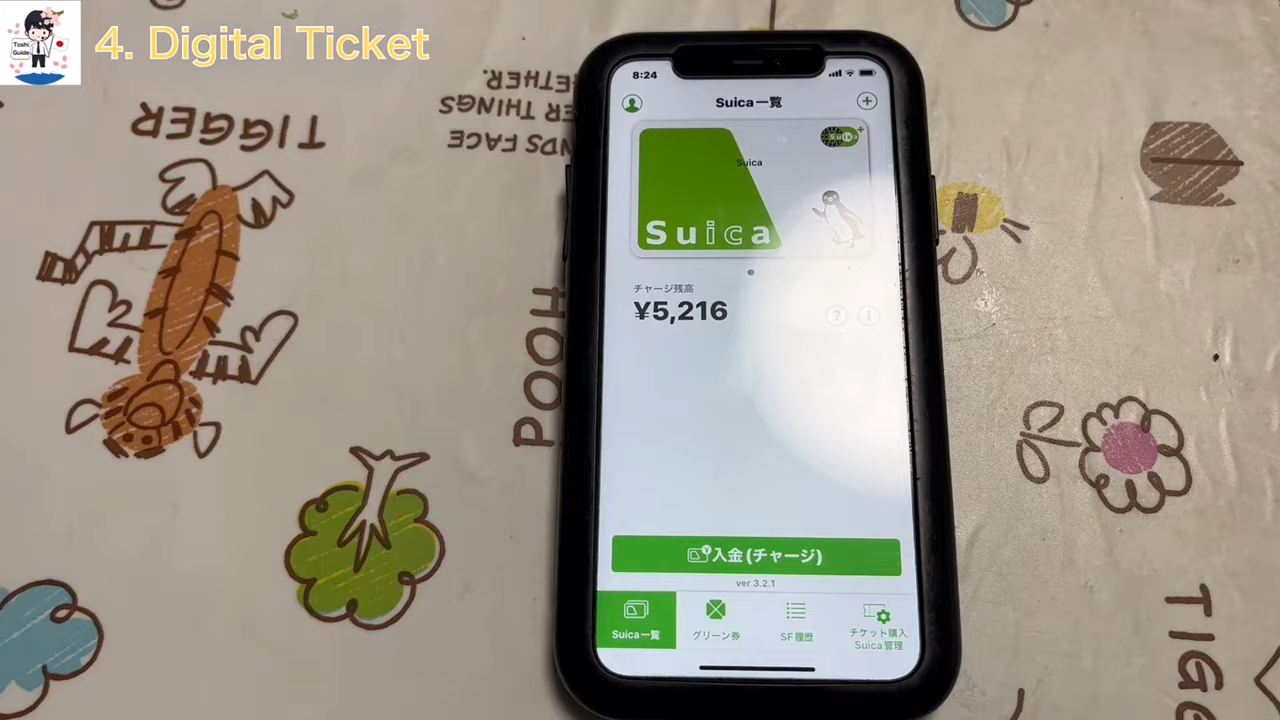 Toshi
Guide
4. Digital Ticket
TIGGER
POOH
TIGG
8:24
Suica一覧
Suica
Suica
Suica
チャージ残高
¥5,216
?
i
入金(チャージ)
ver 3.2.1
Suica一覧
グリーン券
SF履歴
チケット購入
Suica管理
GETHER.
ER THINGS
NDS FACE